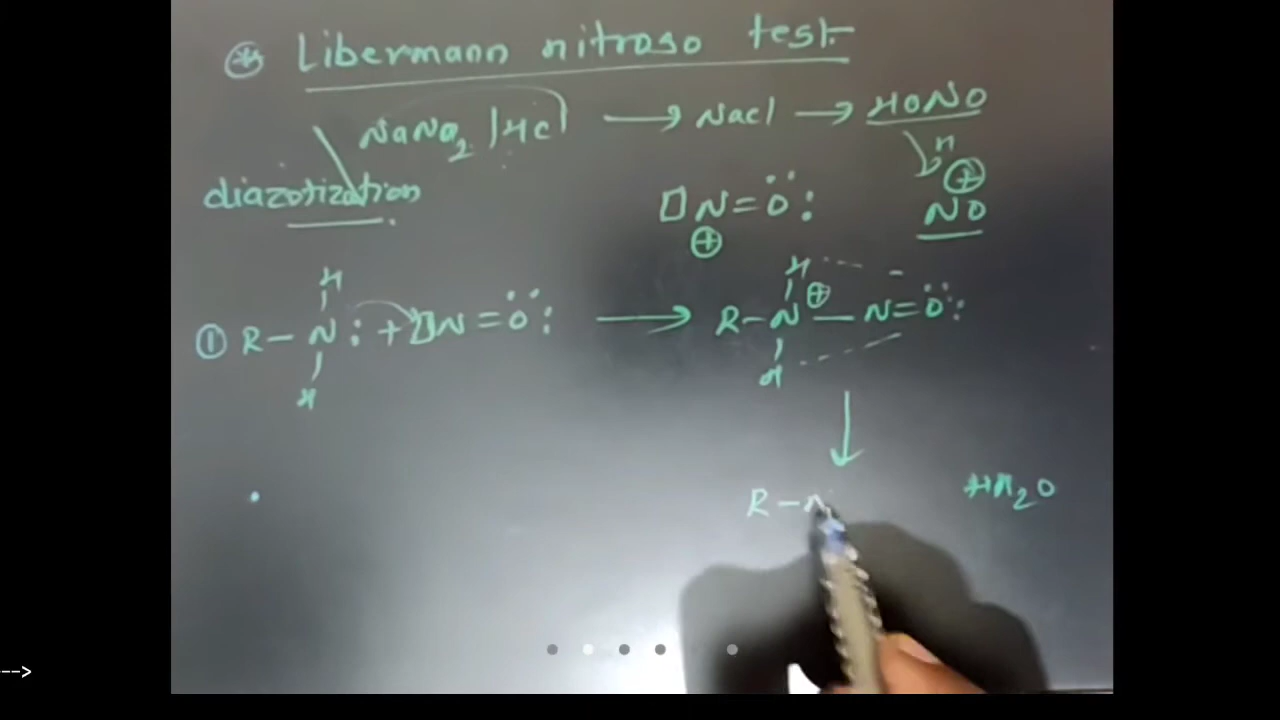 * Libermann nitroso test
NaNO2 / HCl → NaCl → HONO
n
diazotization
N=O: NO
⊕
H H
① R–N: + N=O: → R–N⊕–N=O:
H H
R–N H2O
-->